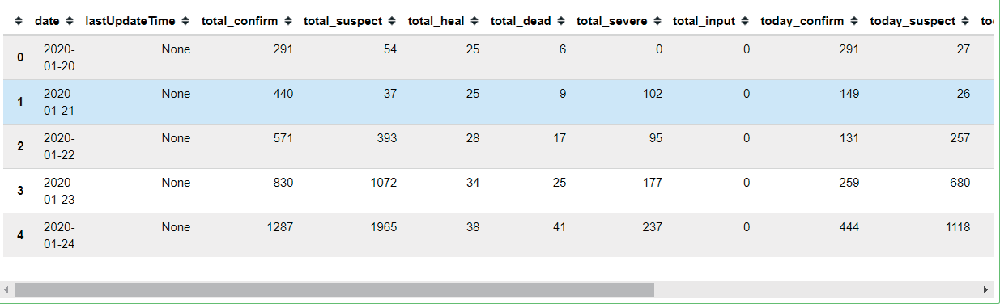 date lastUpdateTime total_confirm total_suspect total_heal total_dead total_severe total_input today_confirm today_suspect
0 2020-01-20 None 291 54 25 6 0 0 291 27
1 2020-01-21 None 440 37 25 9 102 0 149 26
2 2020-01-22 None 571 393 28 17 95 0 131 257
3 2020-01-23 None 830 1072 34 25 177 0 259 680
4 2020-01-24 None 1287 1965 38 41 237 0 444 1118